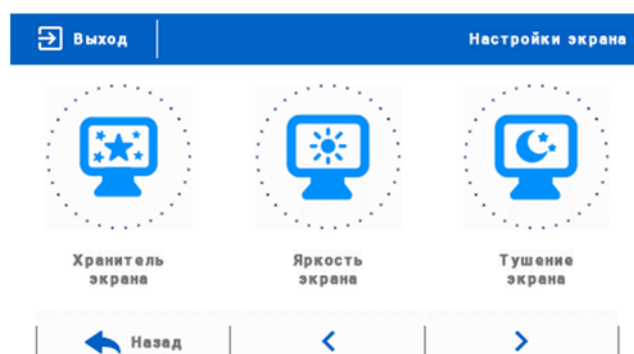 Выход
Настройки экрана
Хранитель
экрана
Яркость
экрана
Тушение
экрана
Назад